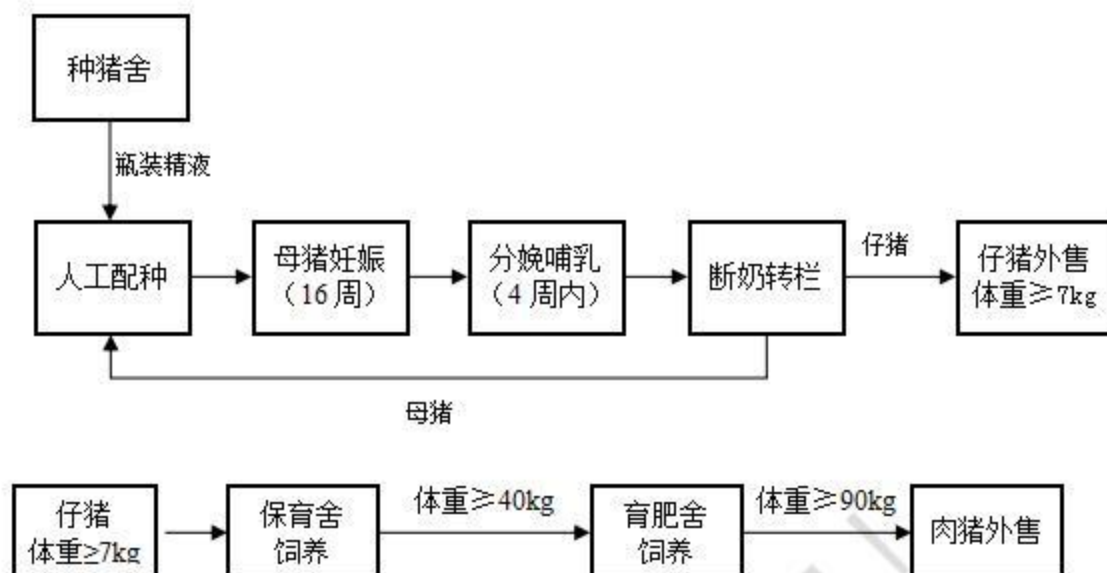 种猪舍
瓶装精液
人工配种
母猪妊娠
（16周）
分娩哺乳
（4周内）
断奶转栏
仔猪
仔猪外售
体重≥7kg
母猪
仔猪
体重≥7kg
保育舍
饲养
体重≥40kg
育肥舍
饲养
体重≥90kg
肉猪外售